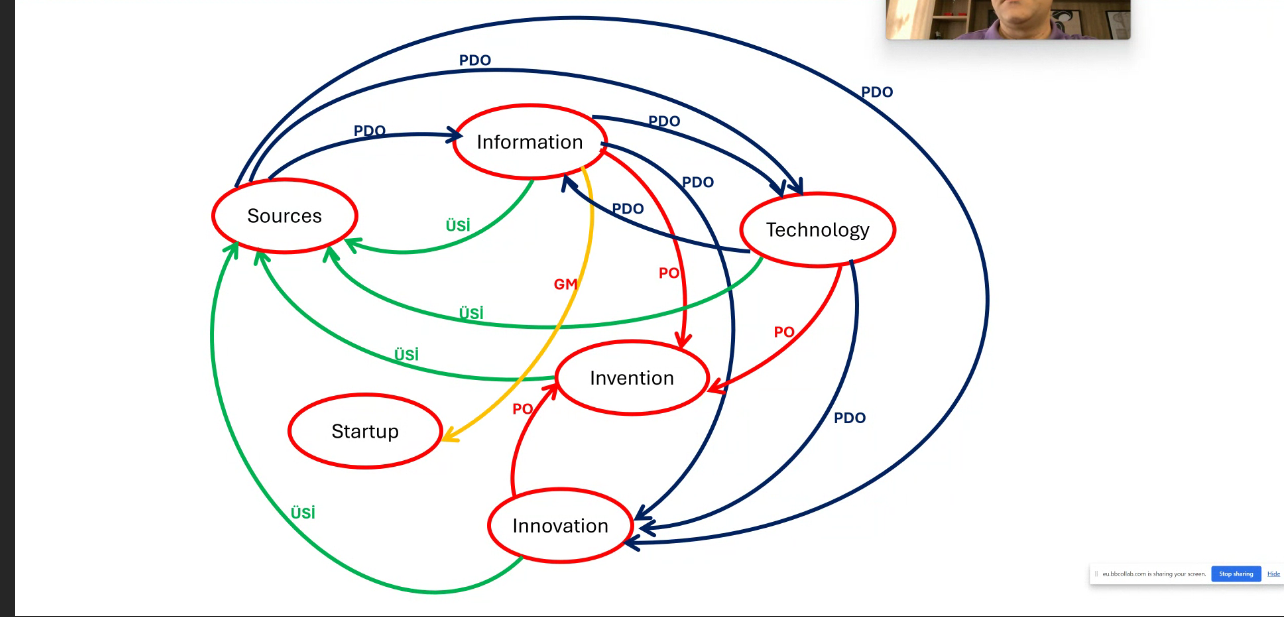 PDO
PDO
PDO
Information
PDO
PDO
PDO
Sources
ÜSİ
Technology
GM
PO
ÜSİ
PO
ÜSİ
Invention
PO
PDO
Startup
ÜSİ
Innovation
eu.bbcollab.com is sharing your screen.
Stop sharing
Hide